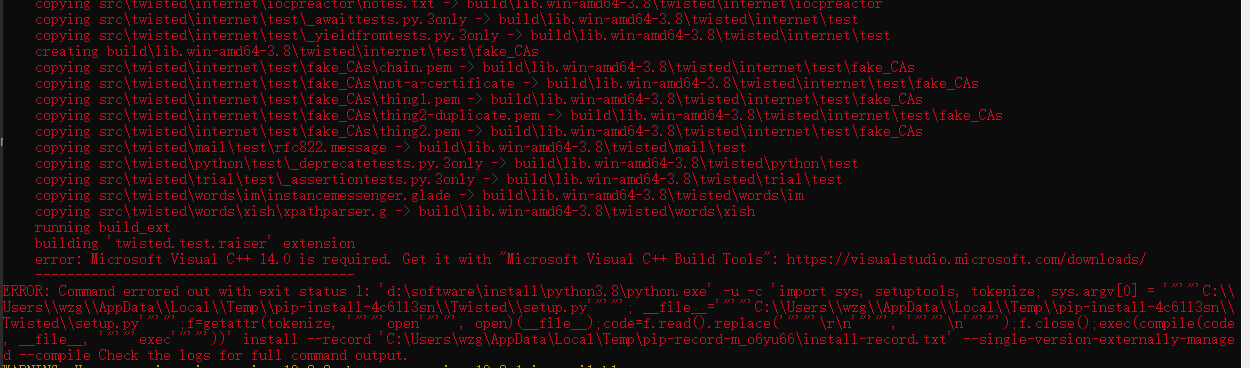 copying src\twisted\internet\iocpreactor\notes.txt -> build\lib.win-amd64-3.8\twisted\internet\iocpreactor
copying src\twisted\internet\test\_awaittests.py.3only -> build\lib.win-amd64-3.8\twisted\internet\test
copying src\twisted\internet\test\_yieldfromtests.py.3only -> build\lib.win-amd64-3.8\twisted\internet\test
creating build\lib.win-amd64-3.8\twisted\internet\test\fake_CAs
copying src\twisted\internet\test\fake_CAs\chain.pem -> build\lib.win-amd64-3.8\twisted\internet\test\fake_CAs
copying src\twisted\internet\test\fake_CAs\not-a-certificate -> build\lib.win-amd64-3.8\twisted\internet\test\fake_CAs
copying src\twisted\internet\test\fake_CAs\thing1.pem -> build\lib.win-amd64-3.8\twisted\internet\test\fake_CAs
copying src\twisted\internet\test\fake_CAs\thing2-duplicate.pem -> build\lib.win-amd64-3.8\twisted\internet\test\fake_CAs
copying src\twisted\internet\test\fake_CAs\thing2.pem -> build\lib.win-amd64-3.8\twisted\internet\test\fake_CAs
copying src\twisted\mail\test\rfc822.message -> build\lib.win-amd64-3.8\twisted\mail\test
copying src\twisted\python\test\_deprecatetests.py.3only -> build\lib.win-amd64-3.8\twisted\python\test
copying src\twisted\trial\test\_assertiontests.py.3only -> build\lib.win-amd64-3.8\twisted\trial\test
copying src\twisted\words\im\instancemessenger.glade -> build\lib.win-amd64-3.8\twisted\words\im
copying src\twisted\words\xish\xpathparser.g -> build\lib.win-amd64-3.8\twisted\words\xish
running build_ext
building 'twisted.test.raiser' extension
error: Microsoft Visual C++ 14.0 is required. Get it with "Microsoft Visual C++ Build Tools": https://visualstudio.microsoft.com/downloads/
----------------------------------------
ERROR: Command errored out with exit status 1: 'd:\software\install\python3.8\python.exe' -u -c 'import sys, setuptools, tokenize; sys.argv[0] = '"'"'C:\\
Users\\wzg\\AppData\\Local\\Temp\\pip-install-4c6113sn\\Twisted\\setup.py'"'"'; __file__='"'"'C:\\Users\\wzg\\AppData\\Local\\Temp\\pip-install-4c6113sn\\
Twisted\\setup.py'"'"';f=getattr(tokenize, '"'"'open'"'"', open)(__file__);code=f.read().replace('"'"'\r\n'"'"', '"'"'\n'"'"');f.close();exec(compile(code
, __file__, '"'"'exec'"'"'))' install --record 'C:\Users\wzg\AppData\Local\Temp\pip-record-m_o6yu66\install-record.txt' --single-version-externally-manage
d --compile Check the logs for full command output.